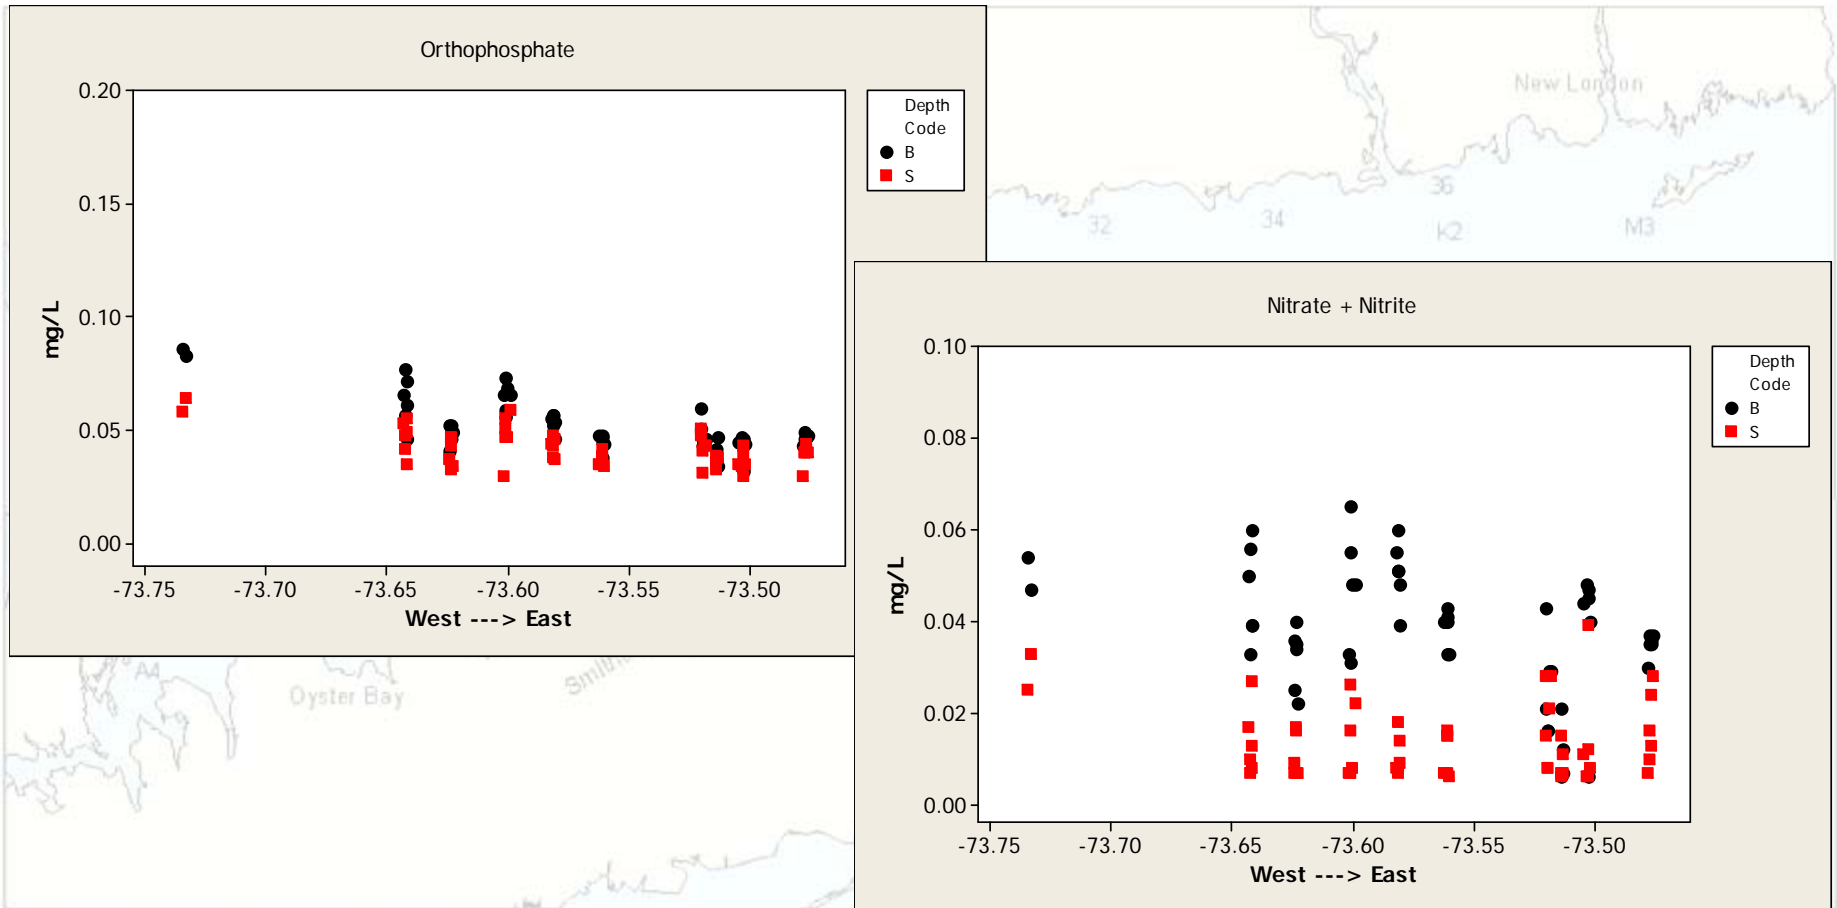 Orthophosphate
0.20
0.15
0.10
0.05
0.00
mg/L
-73.75 -73.70 -73.65 -73.60 -73.55 -73.50
West ---> East
Depth
Code
B
S
New London
36
34
32
K2
M3
Nitrate + Nitrite
0.10
0.08
0.06
0.04
0.02
0.00
mg/L
-73.75 -73.70 -73.65 -73.60 -73.55 -73.50
West ---> East
Depth
Code
B
S
A4
Oyster Bay